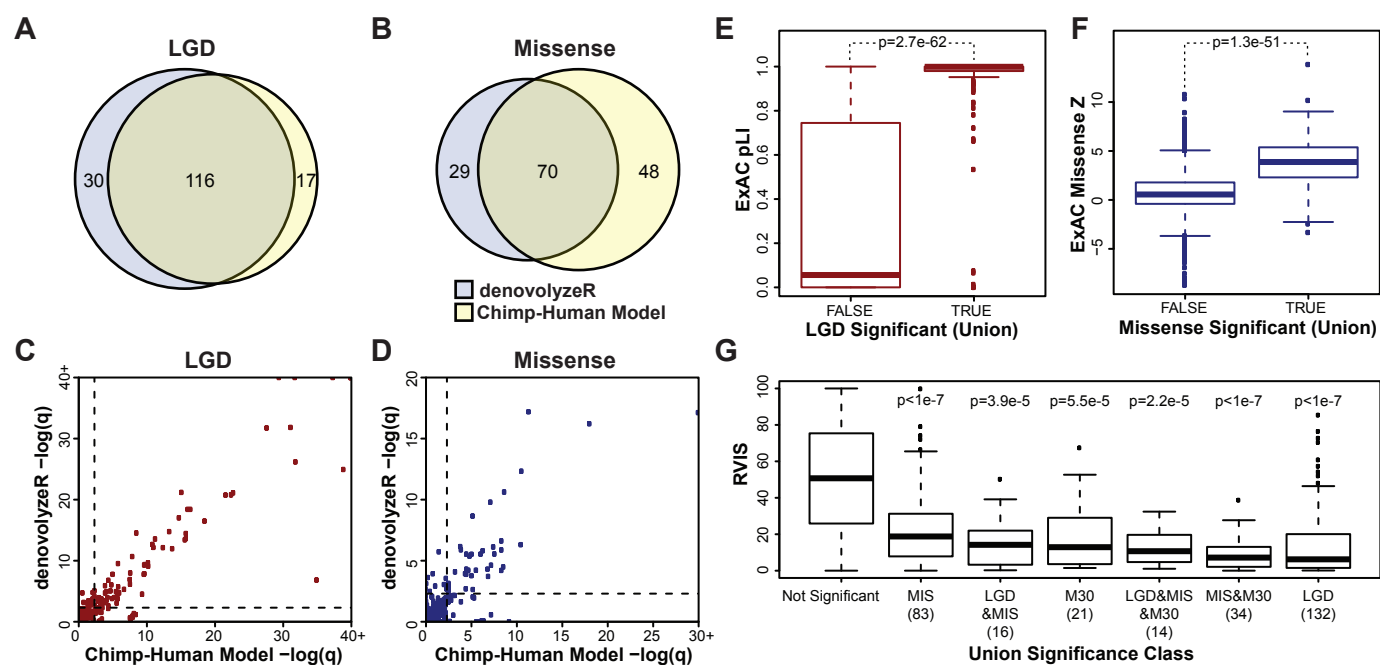 A
LGD
30
116
17
B
Missense
29
70
48
denovolyzeR
Chimp-Human Model
C
LGD
denovolyzeR −log(q)
40+
30
20
10
0
0
10
20
30
40+
Chimp-Human Model −log(q)
D
Missense
denovolyzeR −log(q)
20
15
10
5
0
0
5
10
15
20
25
30+
Chimp-Human Model −log(q)
E
p=2.7e-62
ExAC pLI
1.0
0.8
0.6
0.4
0.2
0.0
FALSE
TRUE
LGD Significant (Union)
F
p=1.3e-51
ExAC Missense Z
10
5
0
−5
FALSE
TRUE
Missense Significant (Union)
G
RVIS
100
80
60
40
20
0
p<1e-7
p=3.9e-5
p=5.5e-5
p=2.2e-5
p<1e-7
p<1e-7
Not Significant
MIS
(83)
LGD
&MIS
(16)
M30
(21)
LGD&MIS
&M30
(14)
MIS&M30
(34)
LGD
(132)
Union Significance Class